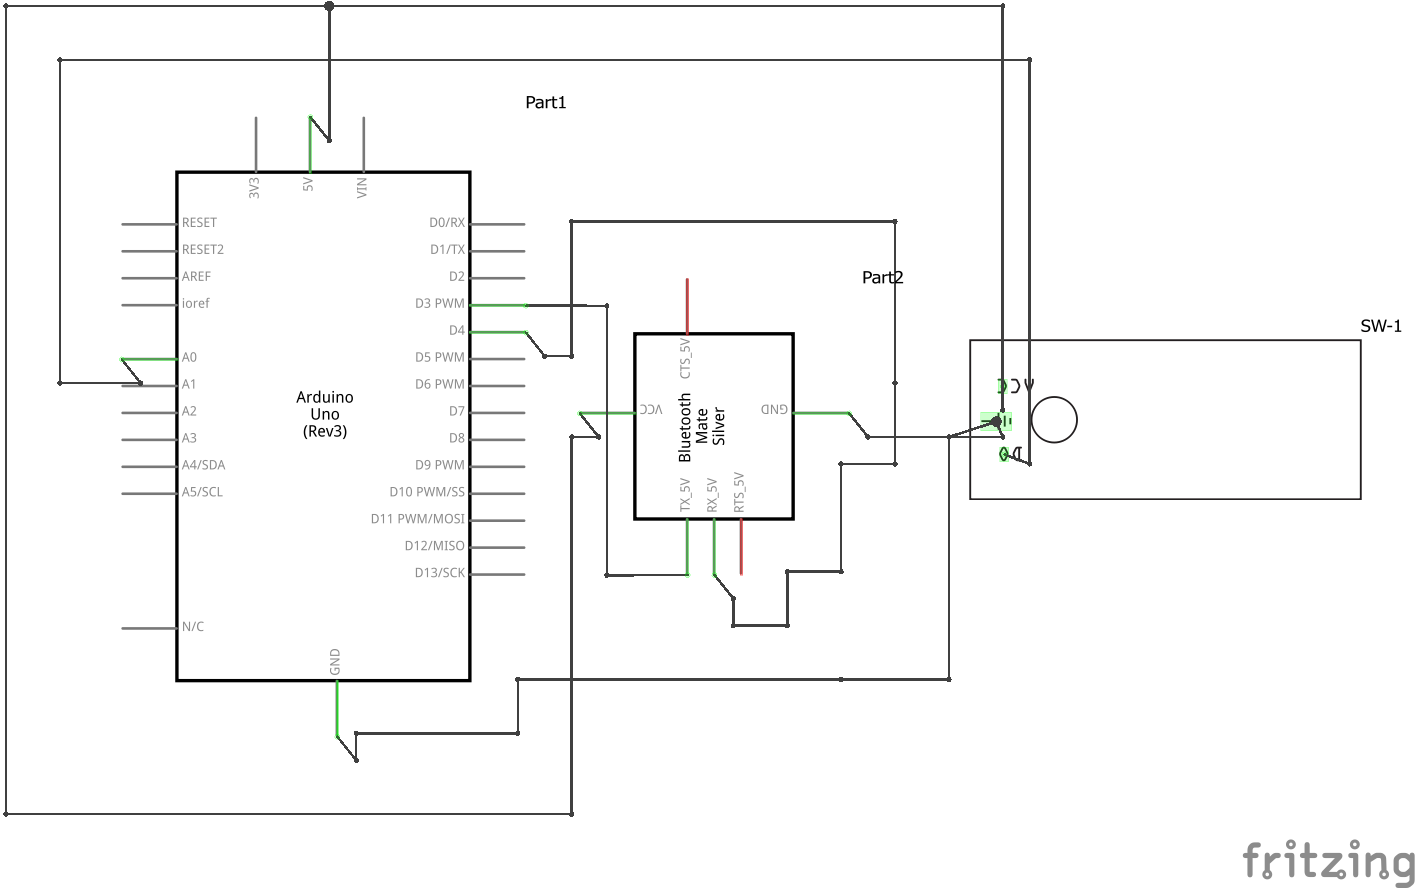 Part1
3V3
5V
VIN
RESET
RESET2
AREF
ioref
A0
A1
A2
A3
A4/SDA
A5/SCL
N/C
Arduino
Uno
(Rev3)
D0/RX
D1/TX
D2
D3 PWM
D4
D5 PWM
D6 PWM
D7
D8
D9 PWM
D10 PWM/SS
D11 PWM/MOSI
D12/MISO
D13/SCK
GND
Part2
CTS_5V
VCC
GND
Bluetooth
Mate
Silver
TX_5V
RX_5V
RTS_5V
SW-1
fritzing